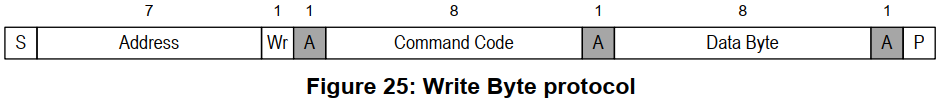 7 1 1 8 1 8 1
S Address Wr A Command Code A Data Byte A P
Figure 25: Write Byte protocol